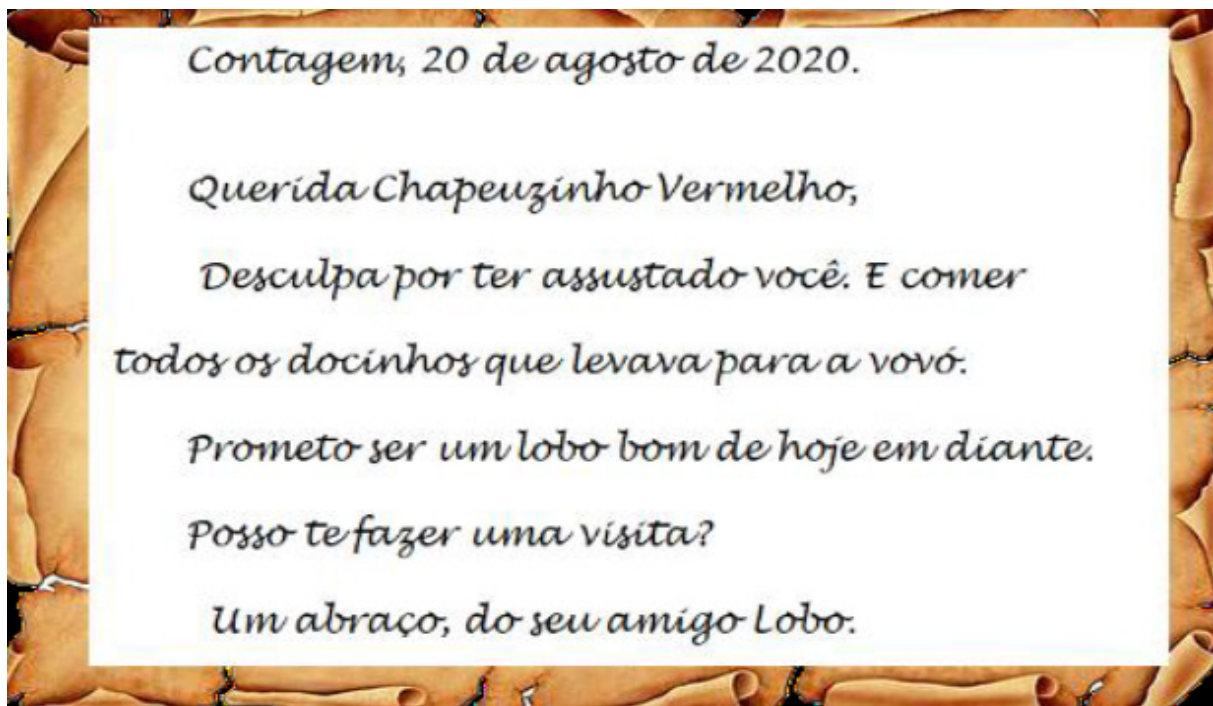 Contagem, 20 de agosto de 2020.
Querida Chapeuzinho Vermelho,
Desculpa por ter assustado você. E comer
todos os docinhos que levava para a vovó.
Prometo ser um lobo bom de hoje em diante.
Posso te fazer uma visita?
Um abraço, do seu amigo Lobo.